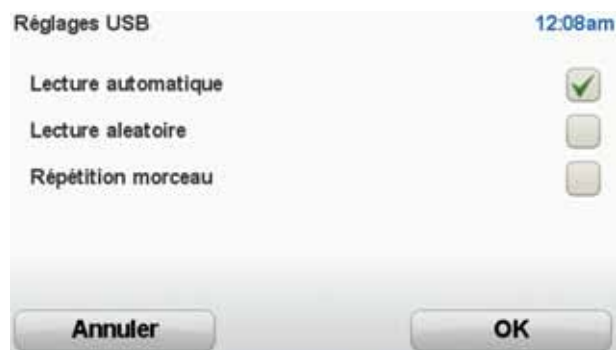 Réglages USB 12:08am
Lecture automatique
Lecture aleatoire
Répétition morceau
Annuler OK